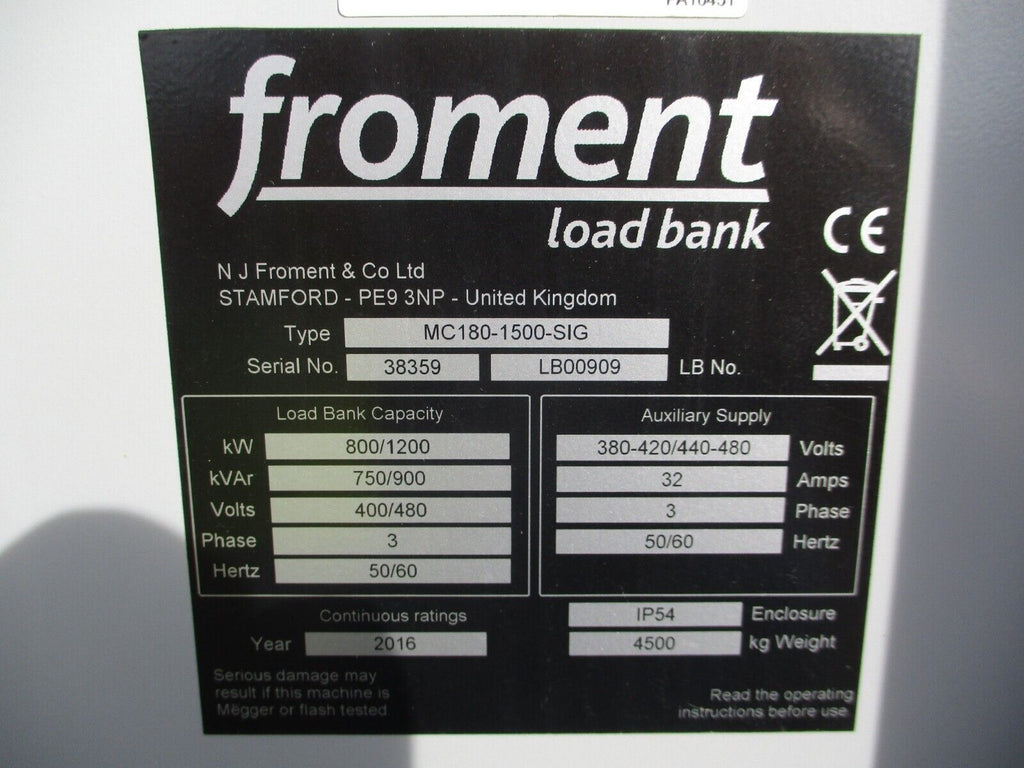 froment
load bank
CE
N J Froment & Co Ltd
STAMFORD - PE9 3NP - United Kingdom
Type MC180-1500-SIG
Serial No. 38359 LB00909 LB No.
Load Bank Capacity
kW 800/1200
kVAr 750/900
Volts 400/480
Phase 3
Hertz 50/60
Auxiliary Supply
380-420/440-480 Volts
32 Amps
3 Phase
50/60 Hertz
Continuous ratings
Year 2016
IP54 Enclosure
4500 kg Weight
Serious damage may
result if this machine is
Megger or flash tested.
Read the operating
instructions before use